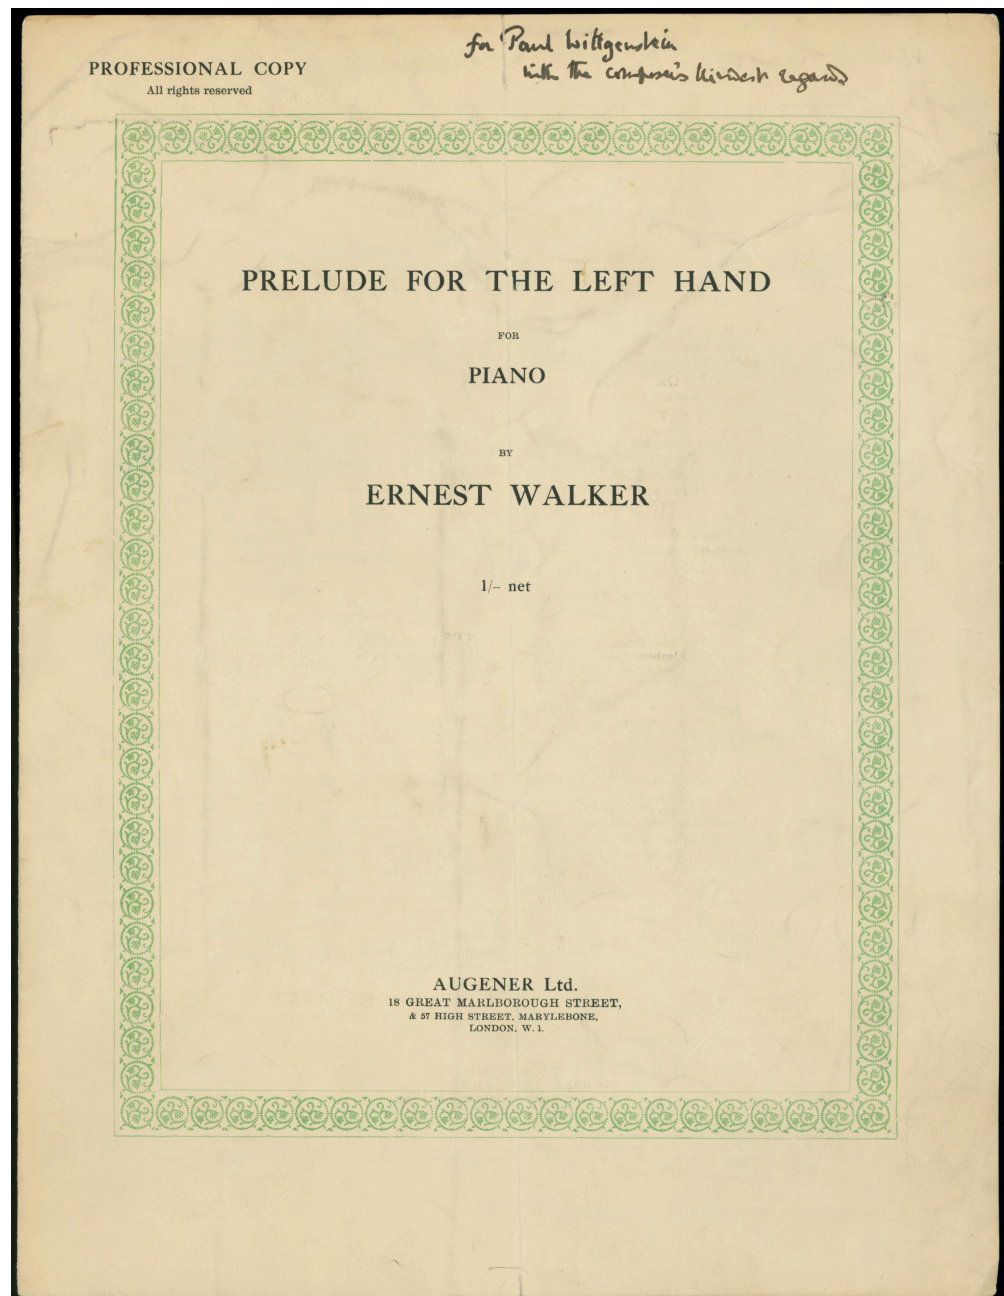 for Paul Wittgenstein
with the composer's kindest regards
PROFESSIONAL COPY
All rights reserved
PRELUDE FOR THE LEFT HAND
FOR
PIANO
BY
ERNEST WALKER
1/– net
AUGENER Ltd.
18 GREAT MARLBOROUGH STREET,
& 57 HIGH STREET, MARYLEBONE,
LONDON, W. 1.